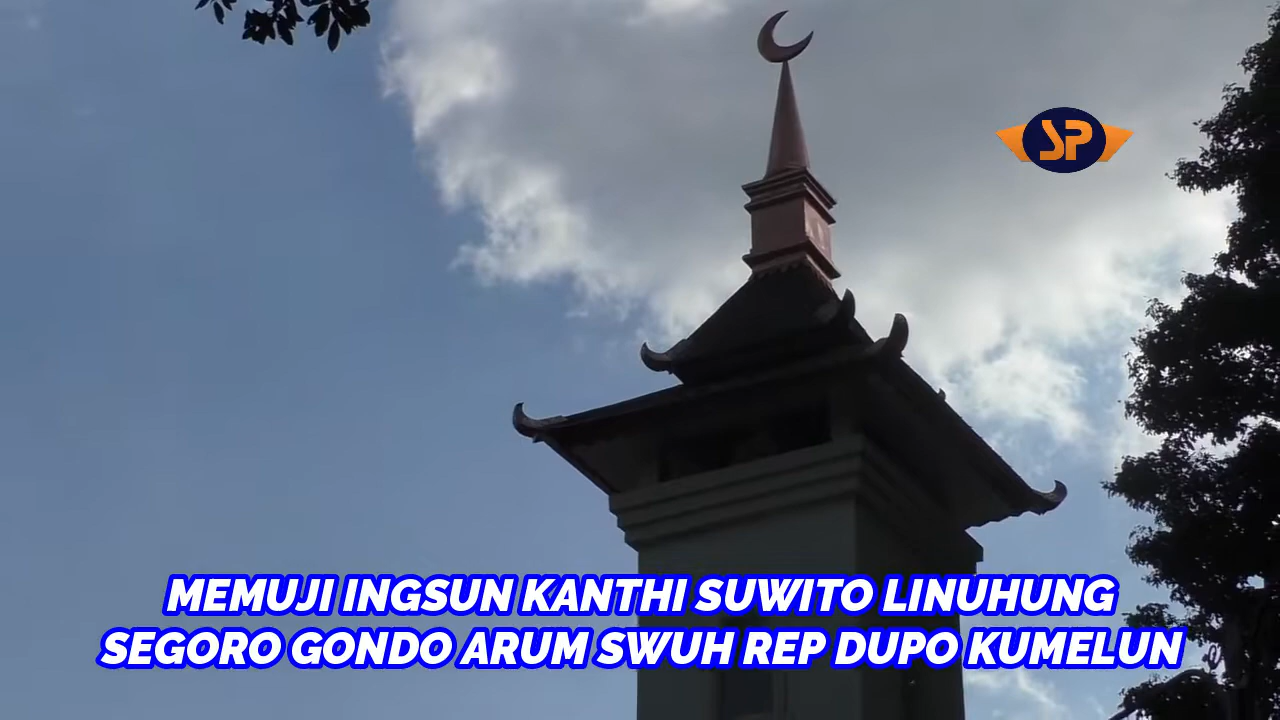 SP
MEMUJI INGSUN KANTHI SUWITO LINUHUNG
SEGORO GONDO ARUM SWUH REP DUPO KUMELUN